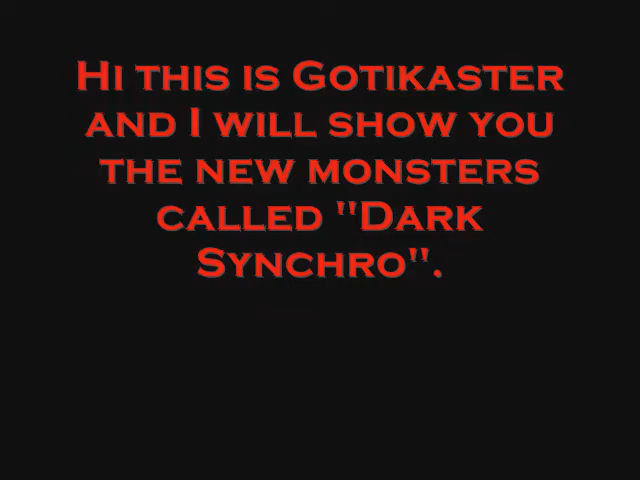 Hi this is Gotikaster
and I will show you
the new monsters
called "Dark
Synchro".